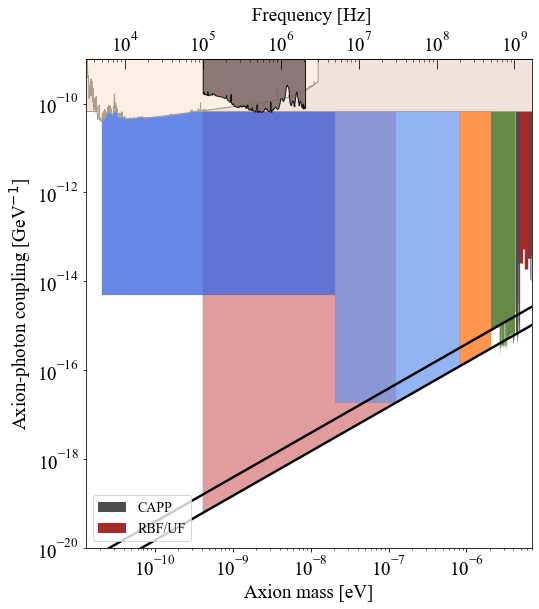 Frequency [Hz]
10^4 10^5 10^6 10^7 10^8 10^9
Axion-photon coupling [GeV^−1]
10^−10
10^−12
10^−14
10^−16
10^−18
10^−20
CAPP
RBF/UF
10^−10 10^−9 10^−8 10^−7 10^−6
Axion mass [eV]